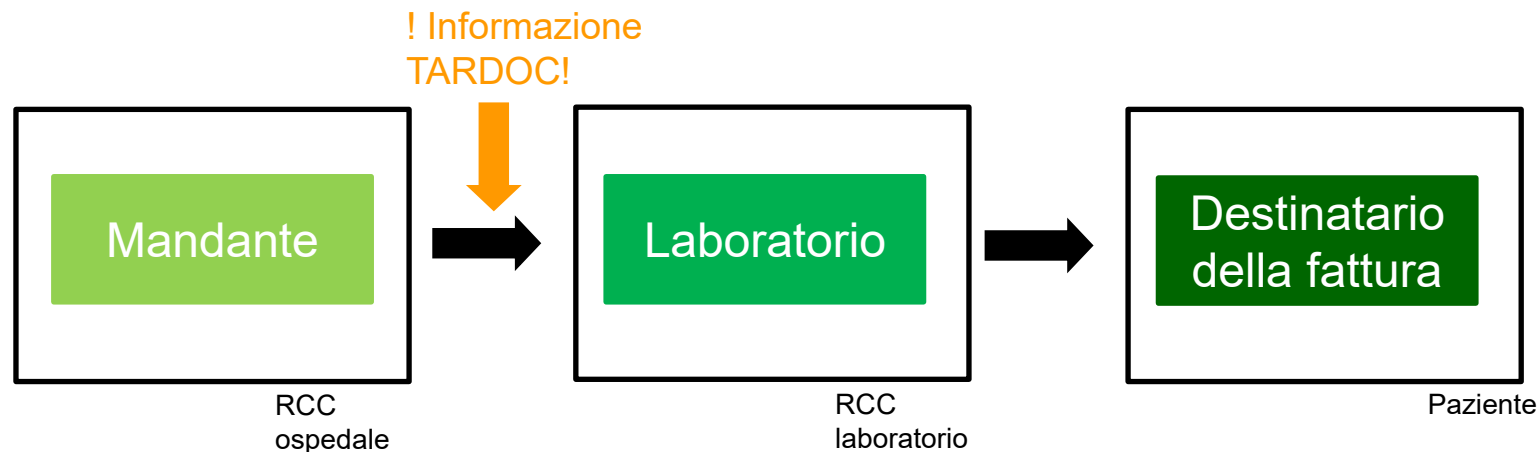 ! Informazione
TARDOC!
Mandante
Laboratorio
Destinatario
della fattura
RCC
ospedale
RCC
laboratorio
Paziente